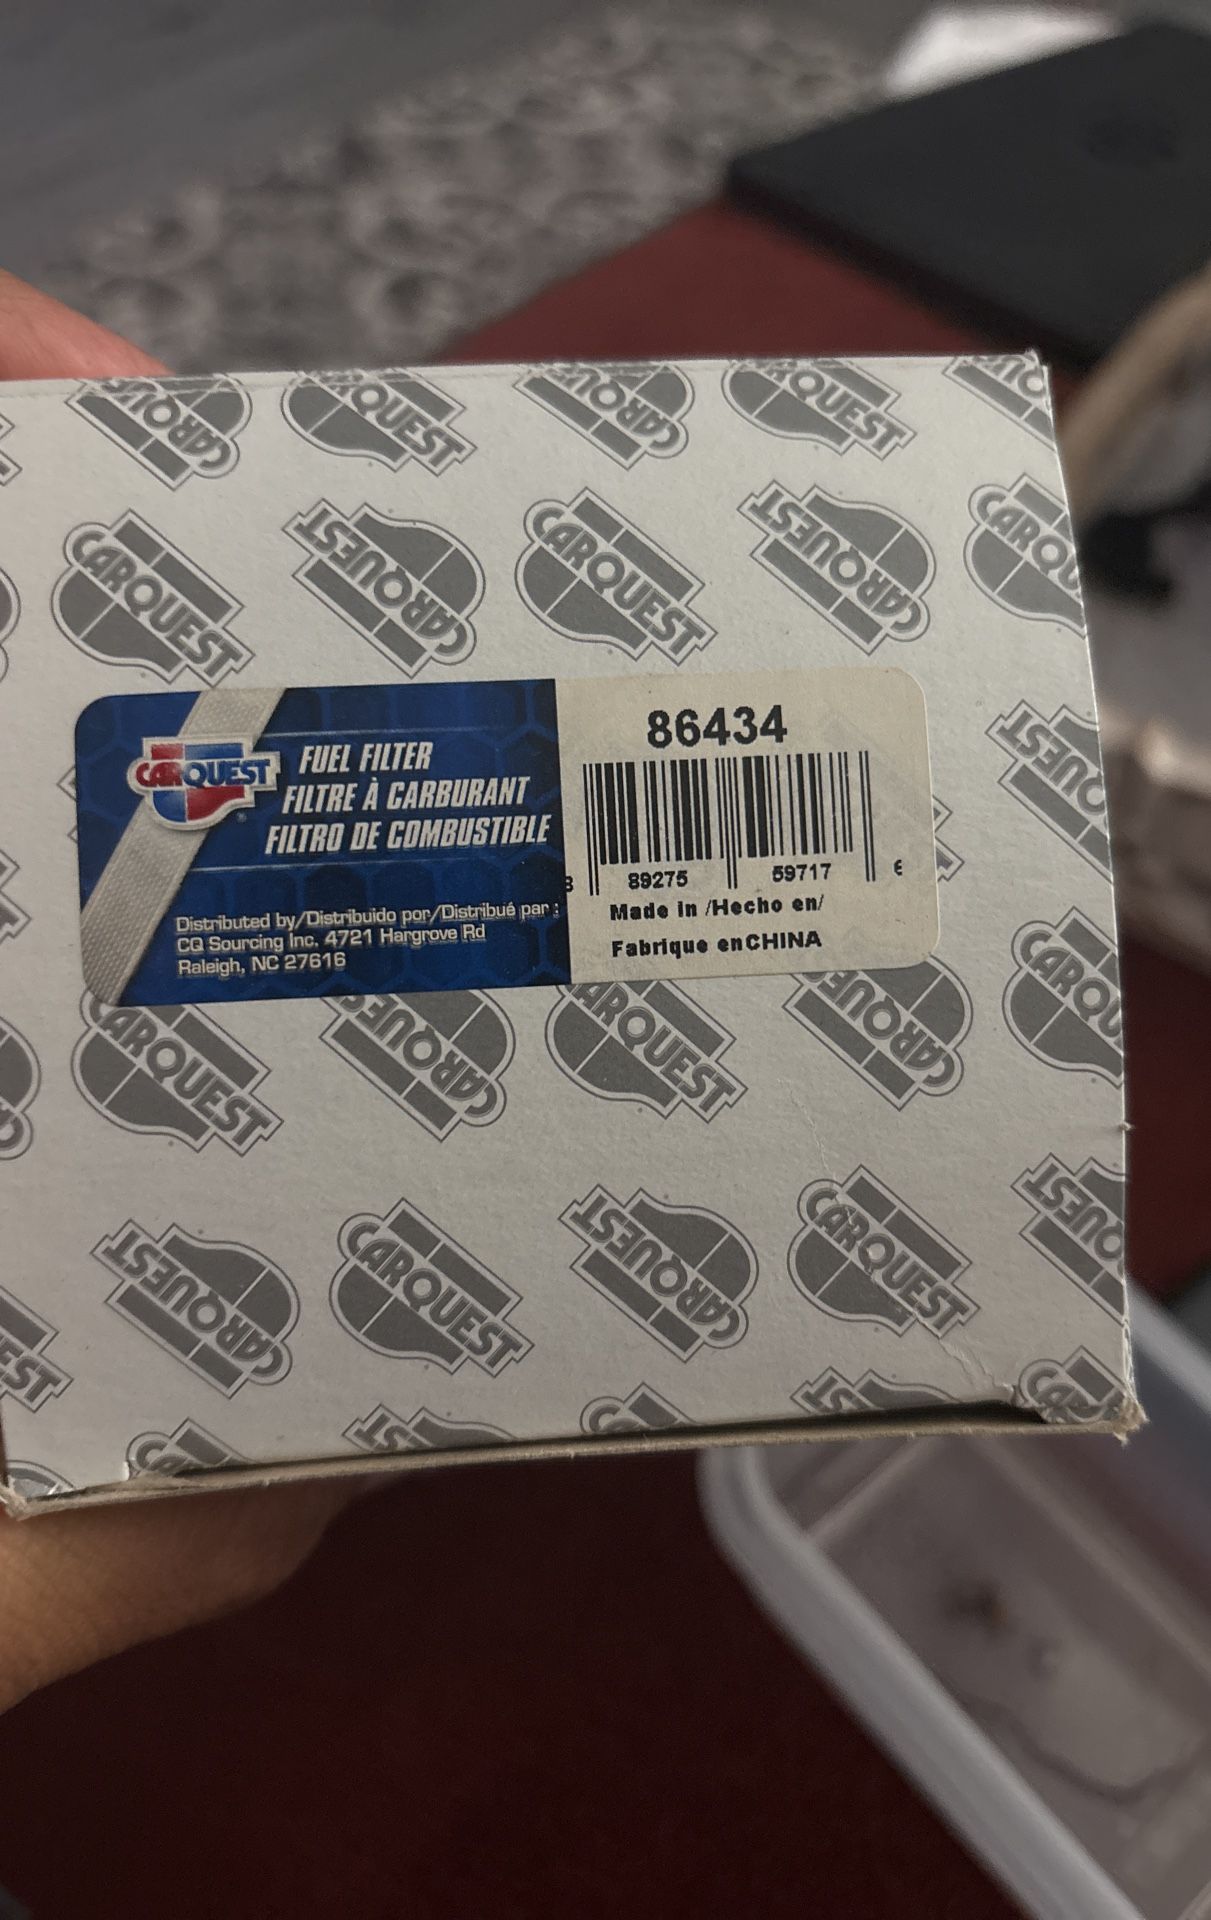 CARQUEST
FUEL FILTER
FILTRE À CARBURANT
FILTRO DE COMBUSTIBLE
Distributed by/Distribuido por/Distribué par :
CQ Sourcing Inc. 4721 Hargrove Rd
Raleigh, NC 27616
86434
89275 59717
Made in /Hecho en/
Fabrique enCHINA